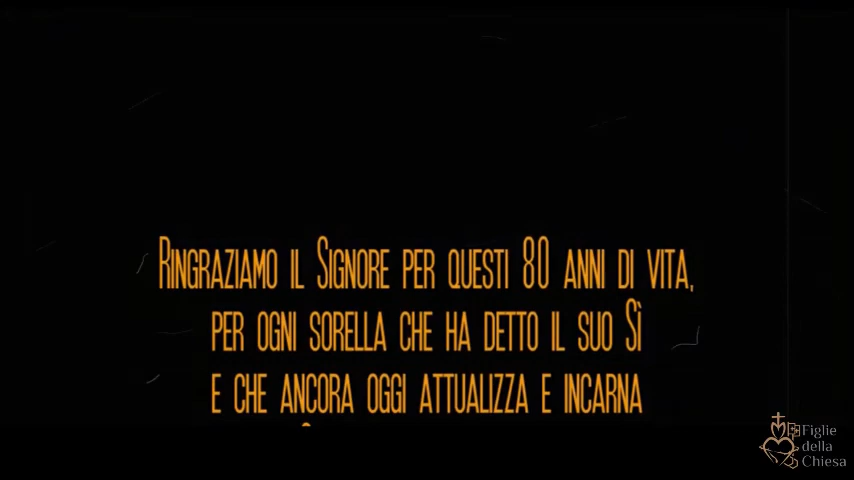 Ringraziamo il Signore per questi 80 anni di vita,
per ogni sorella che ha detto il suo Sì
e che ancora oggi attualizza e incarna
Figlie
della
Chiesa